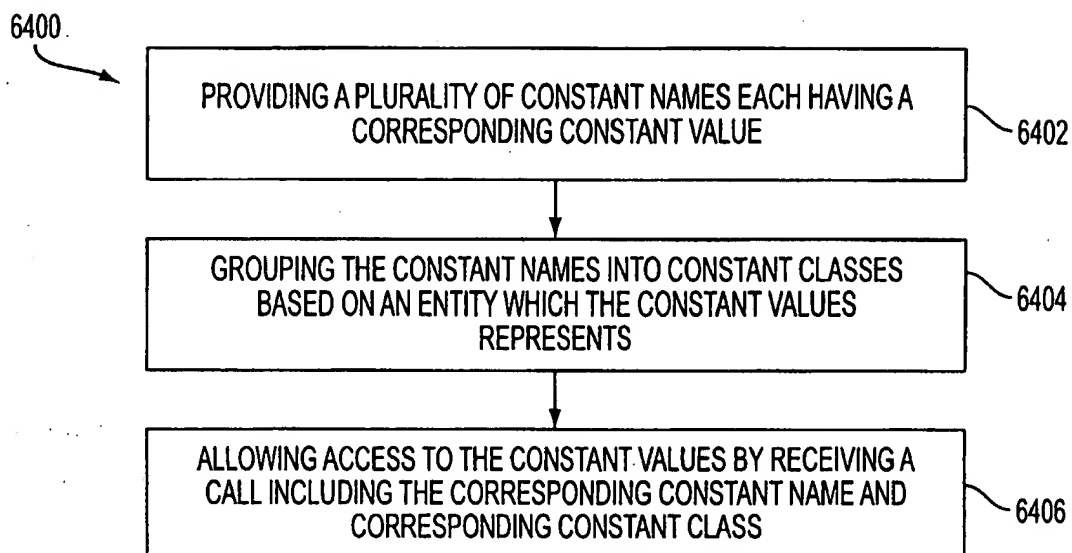 6400
PROVIDING A PLURALITY OF CONSTANT NAMES EACH HAVING A
CORRESPONDING CONSTANT VALUE
6402
GROUPING THE CONSTANT NAMES INTO CONSTANT CLASSES
BASED ON AN ENTITY WHICH THE CONSTANT VALUES
REPRESENTS
6404
ALLOWING ACCESS TO THE CONSTANT VALUES BY RECEIVING A
CALL INCLUDING THE CORRESPONDING CONSTANT NAME AND
CORRESPONDING CONSTANT CLASS
6406